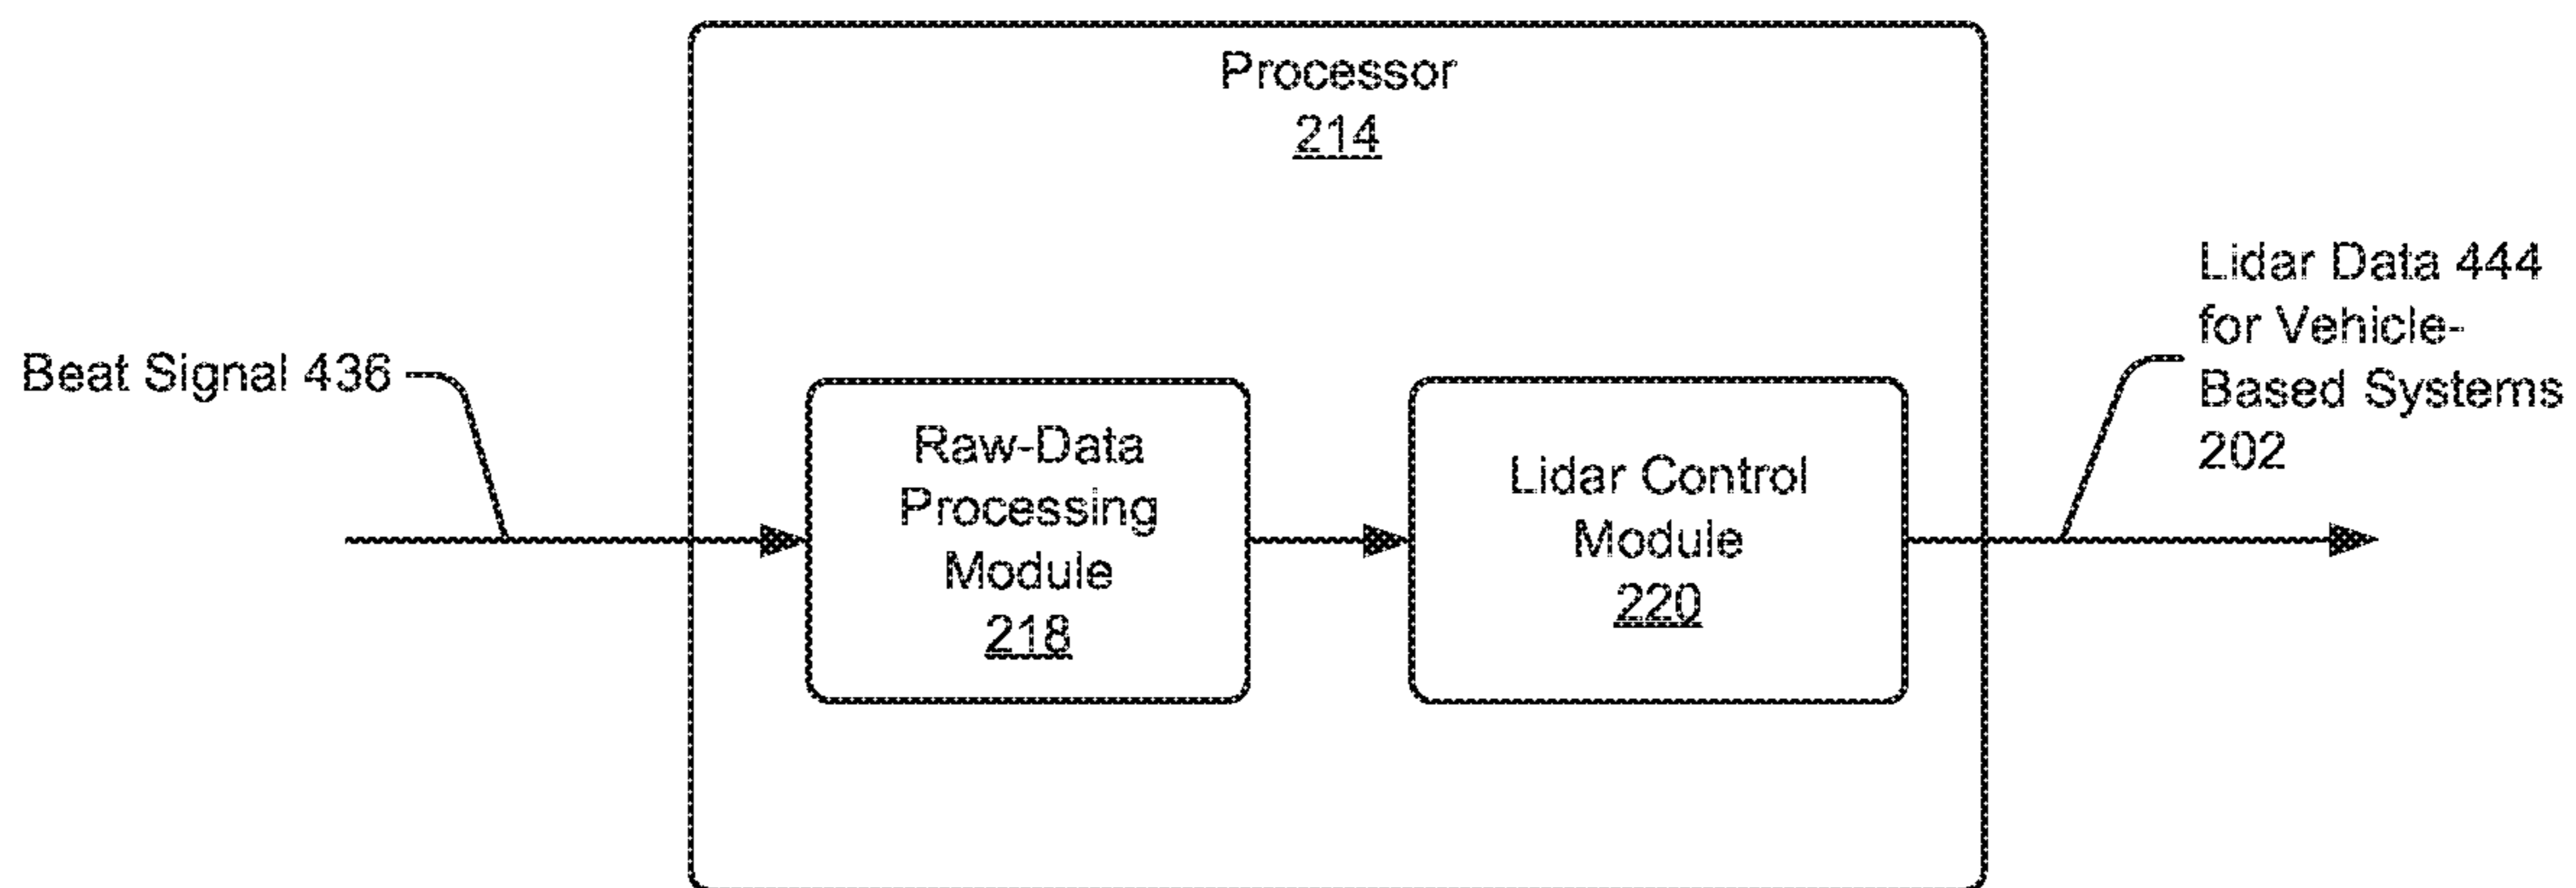 Processor
214
Beat Signal 436
Raw-Data
Processing
Module
218
Lidar Control
Module
220
Lidar Data 444
for Vehicle-
Based Systems
202